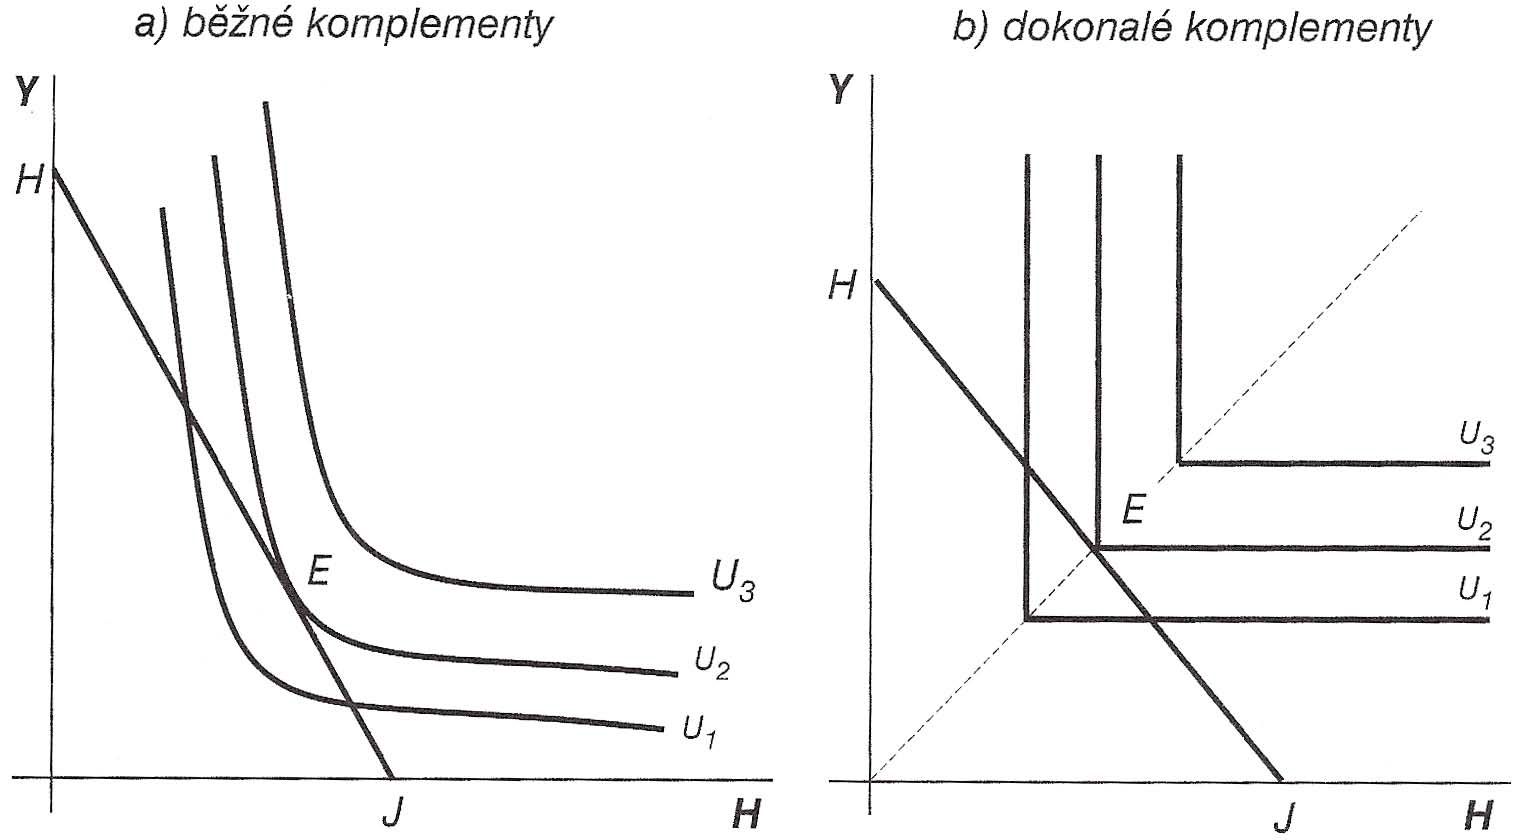 a) běžné komplementy
Y
H
E
U3
U2
U1
J
H
b) dokonalé komplementy
Y
H
E
U3
U2
U1
J
H